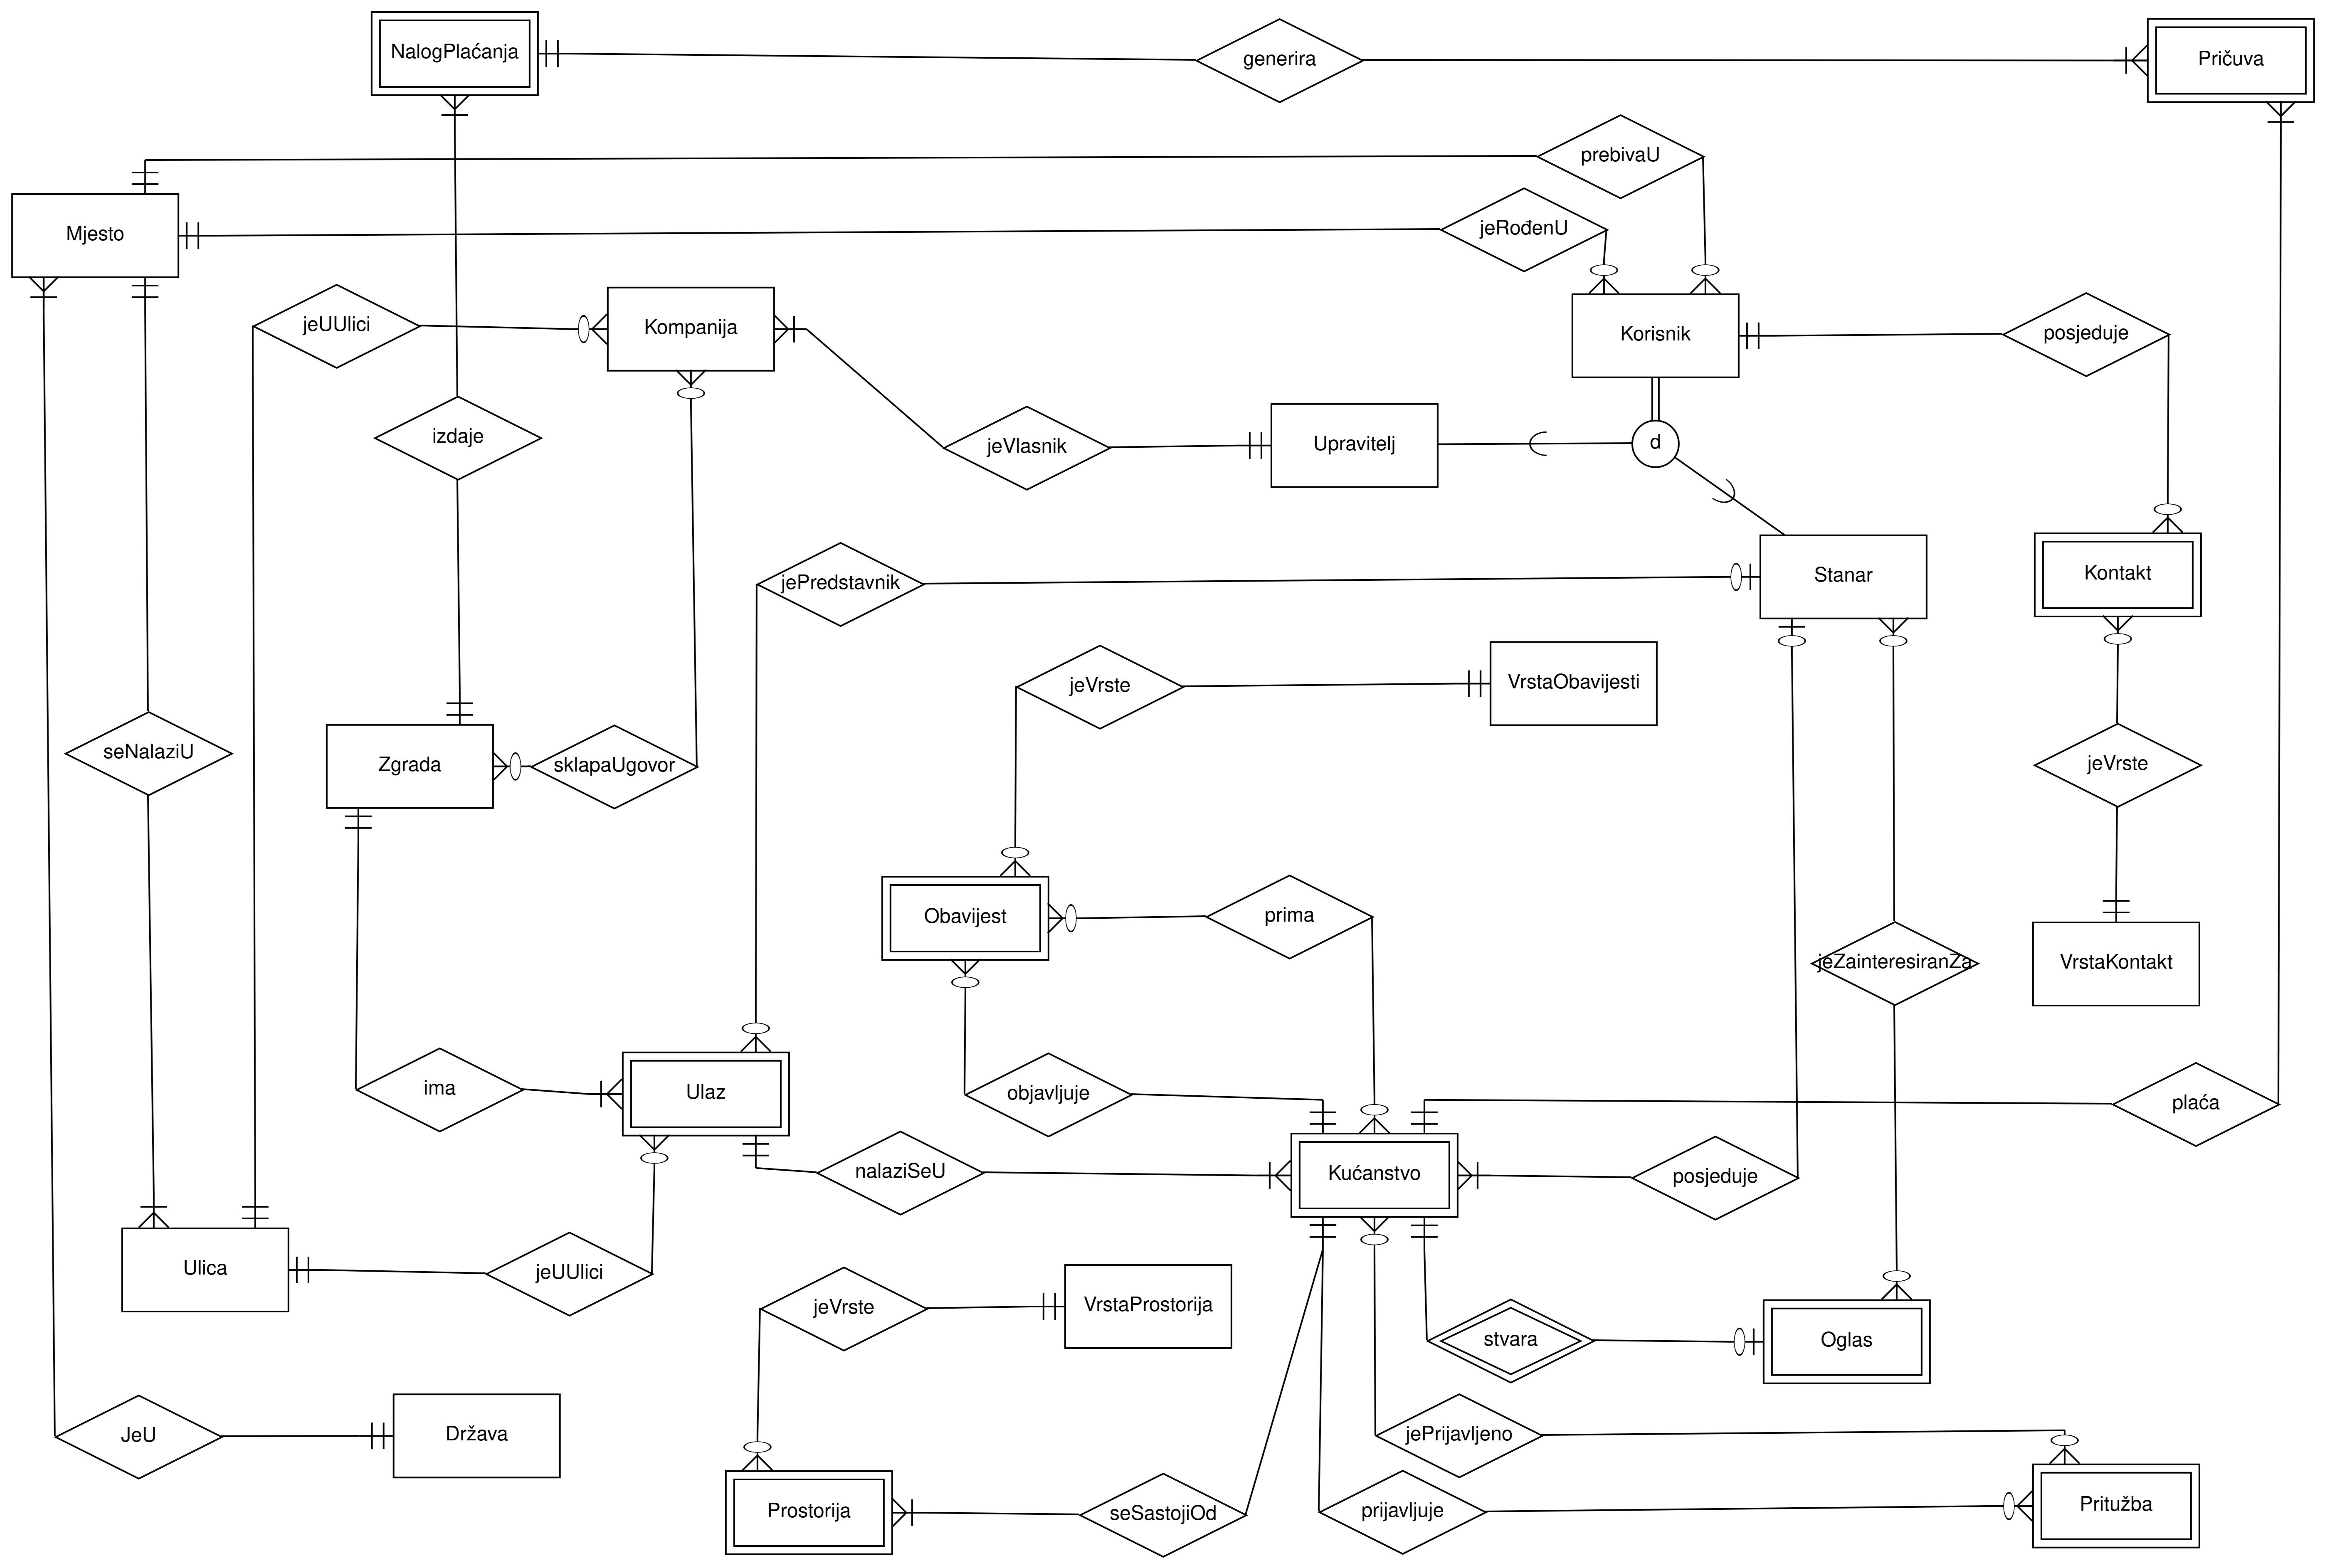 NalogPlaćanja
generira
Pričuva
prebivaU
Mjesto
jeRođenU
jeUUlici
Kompanija
Korisnik
posjeduje
izdaje
jeVlasnik
Upravitelj
d
jePredstavnik
Stanar
Kontakt
jeVrste
VrstaObavijesti
seNalaziU
Zgrada
sklapaUgovor
jeVrste
Obavijest
prima
jeZainteresiranZa
VrstaKontakt
ima
Ulaz
objavljuje
plaća
nalaziSeU
Kućanstvo
posjeduje
Ulica
jeUUlici
jeVrste
VrstaProstorija
stvara
Oglas
JeU
Država
jePrijavljeno
Prostorija
seSastojiOd
prijavljuje
Pritužba